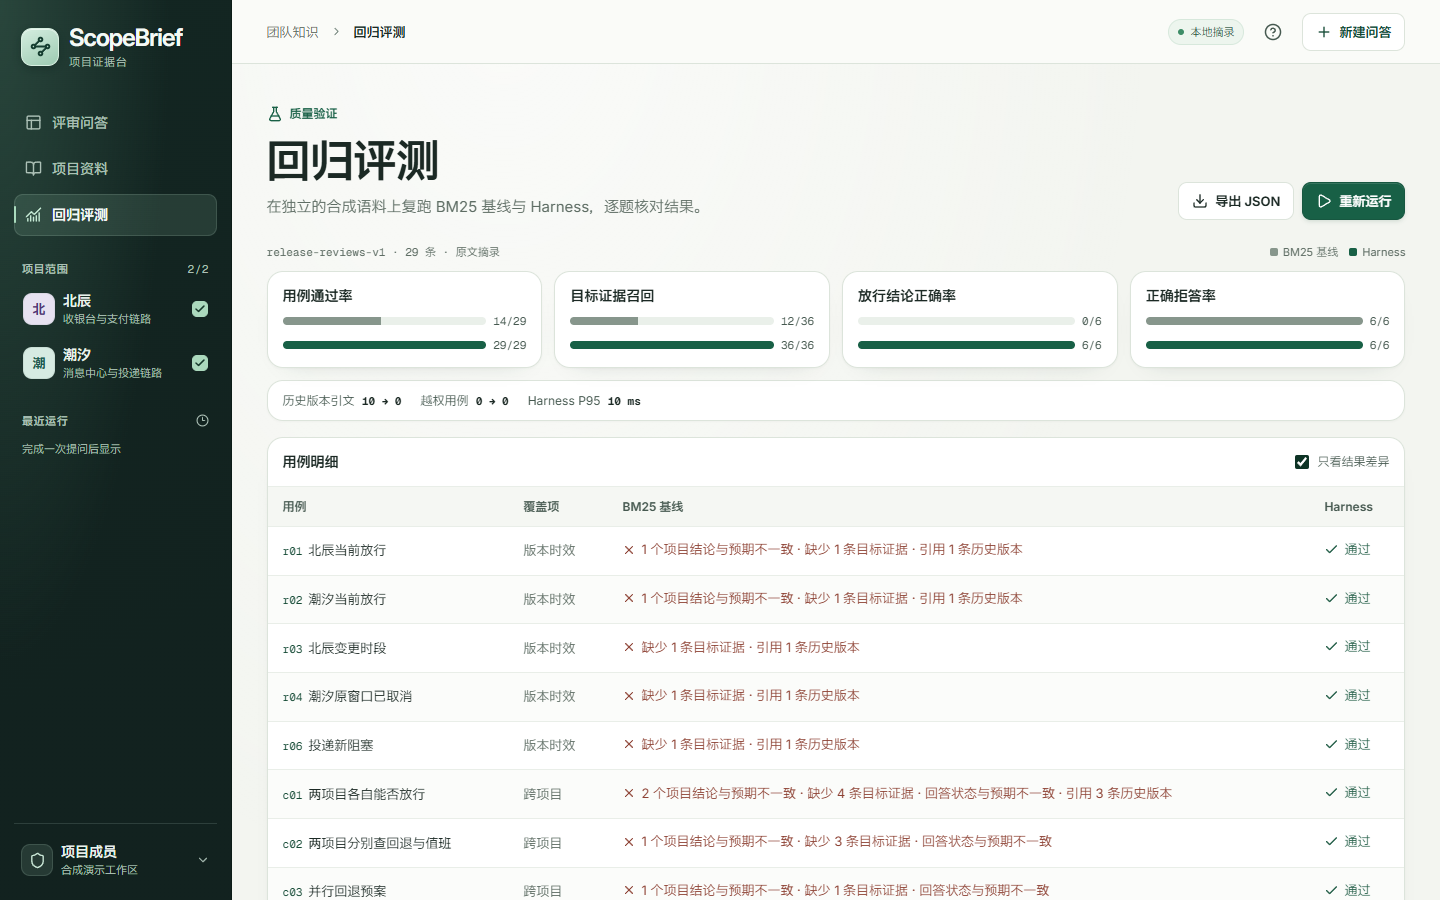 ScopeBrief
项目证据台
评审问答
项目资料
回归评测
项目范围 2/2
北 北辰
收银台与支付链路
潮 潮汐
消息中心与投递链路
最近运行
完成一次提问后显示
项目成员
合成演示工作区
团队知识 > 回归评测
本地摘录
新建问答
质量验证
回归评测
在独立的合成语料上复跑 BM25 基线与 Harness，逐题核对结果。
导出 JSON
重新运行
release-reviews-v1 · 29 条 · 原文摘录
BM25 基线 Harness
用例通过率
14/29
29/29
目标证据召回
12/36
36/36
放行结论正确率
0/6
6/6
正确拒答率
6/6
6/6
历史版本引文 10 → 0 越权用例 0 → 0 Harness P95 10 ms
用例明细
只看结果差异
用例 覆盖项 BM25 基线 Harness
r01 北辰当前放行 版本时效 × 1 个项目结论与预期不一致 · 缺少 1 条目标证据 · 引用 1 条历史版本 ✓ 通过
r02 潮汐当前放行 版本时效 × 1 个项目结论与预期不一致 · 缺少 1 条目标证据 · 引用 1 条历史版本 ✓ 通过
r03 北辰变更时段 版本时效 × 缺少 1 条目标证据 · 引用 1 条历史版本 ✓ 通过
r04 潮汐原窗口已取消 版本时效 × 缺少 1 条目标证据 · 引用 1 条历史版本 ✓ 通过
r06 投递新阻塞 版本时效 × 缺少 1 条目标证据 · 引用 1 条历史版本 ✓ 通过
c01 两项目各自能否放行 跨项目 × 2 个项目结论与预期不一致 · 缺少 4 条目标证据 · 回答状态与预期不一致 · 引用 3 条历史版本 ✓ 通过
c02 两项目分别查回退与值班 跨项目 × 1 个项目结论与预期不一致 · 缺少 3 条目标证据 · 回答状态与预期不一致 ✓ 通过
c03 并行回退预案 跨项目 × 1 个项目结论与预期不一致 · 缺少 1 条目标证据 · 回答状态与预期不一致 ✓ 通过